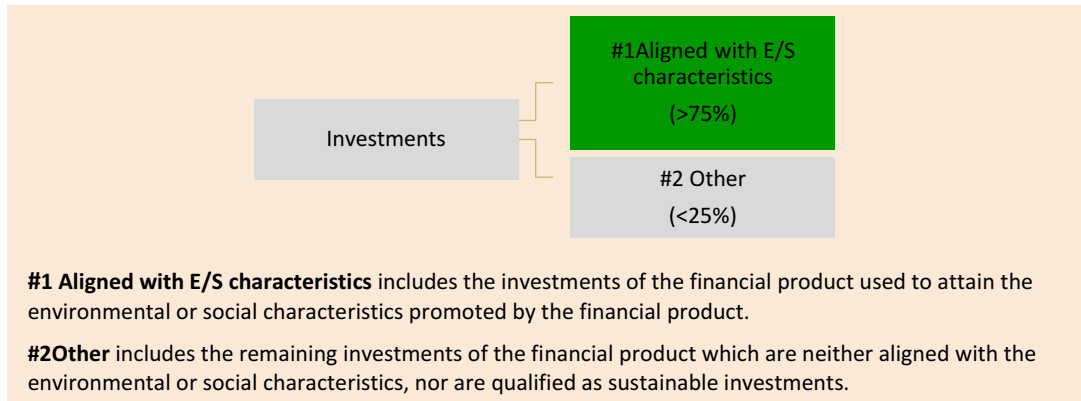 #1Aligned with E/S
characteristics
(>75%)
Investments
#2 Other
(<25%)
#1 Aligned with E/S characteristics includes the investments of the financial product used to attain the
environmental or social characteristics promoted by the financial product.
#2Other includes the remaining investments of the financial product which are neither aligned with the
environmental or social characteristics, nor are qualified as sustainable investments.